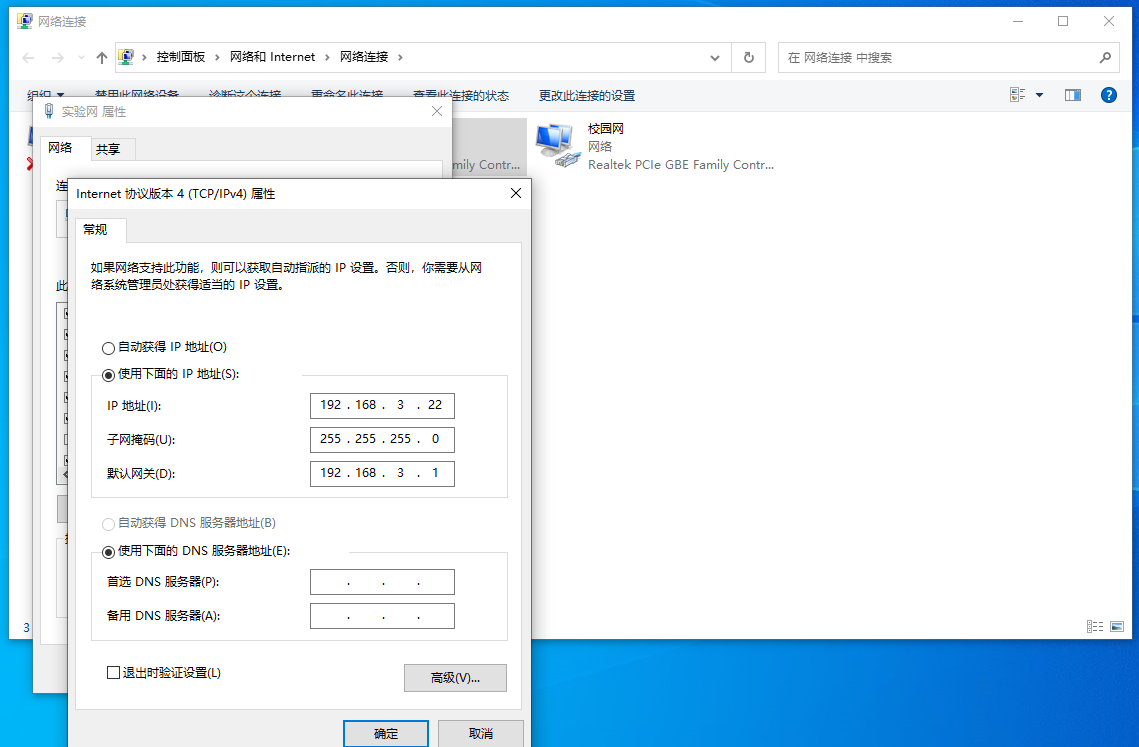 网络连接
控制面板 › 网络和 Internet › 网络连接 ›
在 网络连接 中搜索
组织 禁用此网络设备 诊断这个连接 重命名此连接 查看此连接的状态 更改此连接的设置
实验网 属性
网络 共享
mily Contr...
校园网
网络
Realtek PCIe GBE Family Contr...
连
此
3
Internet 协议版本 4 (TCP/IPv4) 属性
常规
如果网络支持此功能，则可以获取自动指派的 IP 设置。否则，你需要从网
络系统管理员处获得适当的 IP 设置。
自动获得 IP 地址(O)
使用下面的 IP 地址(S):
IP 地址(I): 192 . 168 . 3 . 22
子网掩码(U): 255 . 255 . 255 . 0
默认网关(D): 192 . 168 . 3 . 1
自动获得 DNS 服务器地址(B)
使用下面的 DNS 服务器地址(E):
首选 DNS 服务器(P): . . .
备用 DNS 服务器(A): . . .
退出时验证设置(L)
高级(V)...
确定 取消